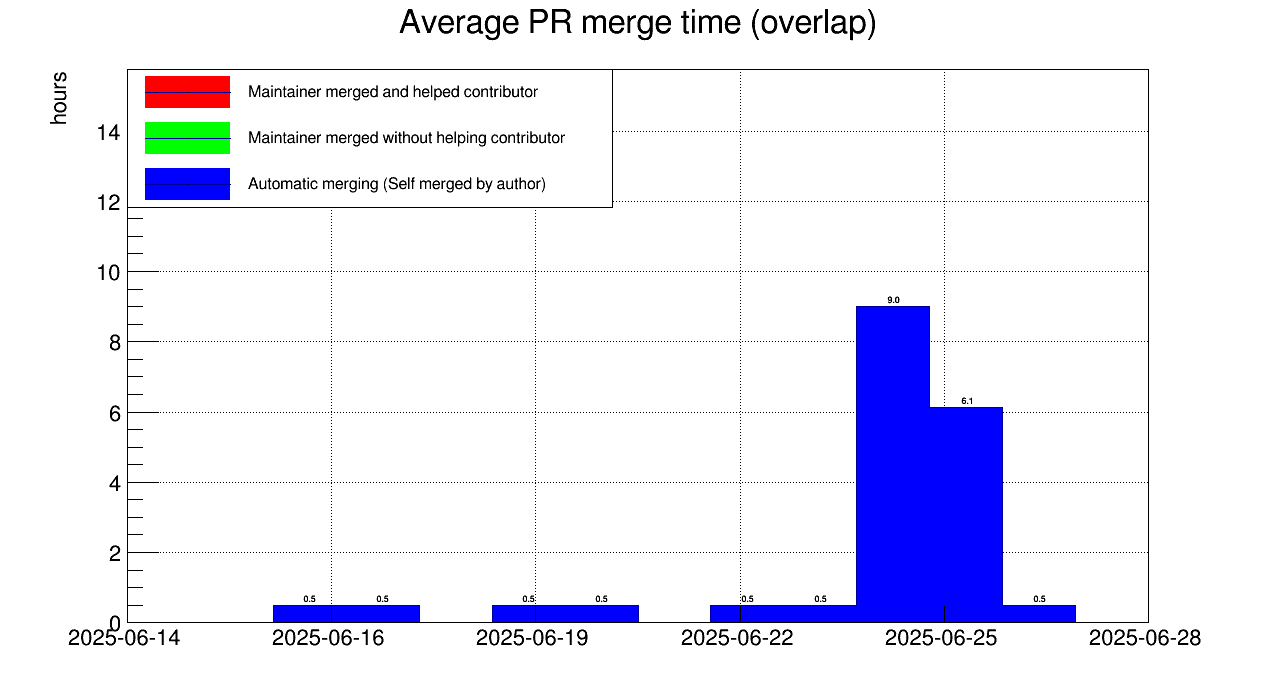 Average PR merge time (overlap)
hours
Maintainer merged and helped contributor
Maintainer merged without helping contributor
Automatic merging (Self merged by author)
14
12
10
8
6
4
2
0
9.0
6.1
0.5 0.5 0.5 0.5 0.5 0.5 0.5
2025-06-14 2025-06-16 2025-06-19 2025-06-22 2025-06-25 2025-06-28